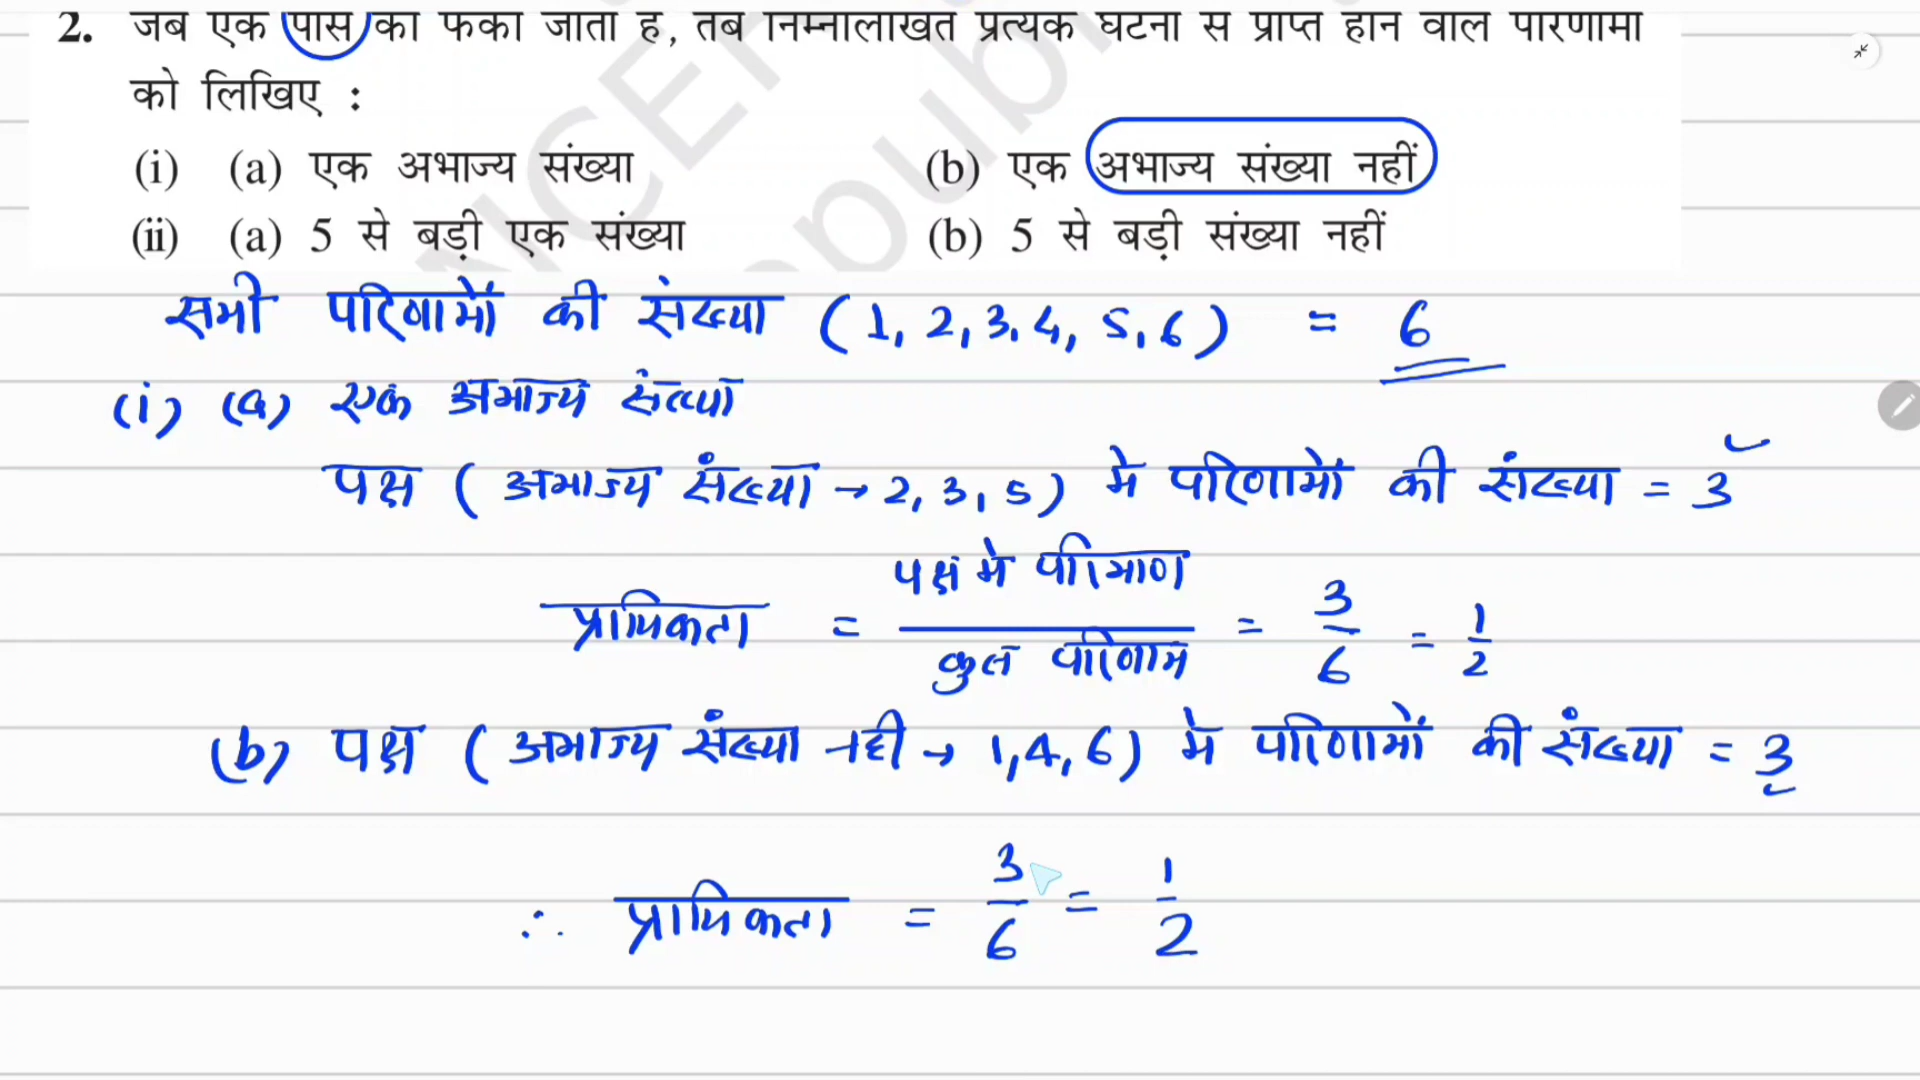 2. जब एक पासे को फेंका जाता है, तब निम्नलिखित प्रत्येक घटना से प्राप्त होने वाले परिणामों
को लिखिए :
(i) (a) एक अभाज्य संख्या (b) एक अभाज्य संख्या नहीं
(ii) (a) 5 से बड़ी एक संख्या (b) 5 से बड़ी संख्या नहीं
सभी परिणामों की संख्या (1, 2, 3, 4, 5, 6) = 6
(i) (a) एक अभाज्य संख्या
पक्ष (अभाज्य संख्या → 2, 3, 5) में परिणामों की संख्या = 3
प्रायिकता = पक्ष में परिमाण / कुल परिणाम = 3/6 = 1/2
(b) पक्ष (अभाज्य संख्या नहीं → 1, 4, 6) में परिणामों की संख्या = 3
∴ प्रायिकता = 3/6 = 1/2